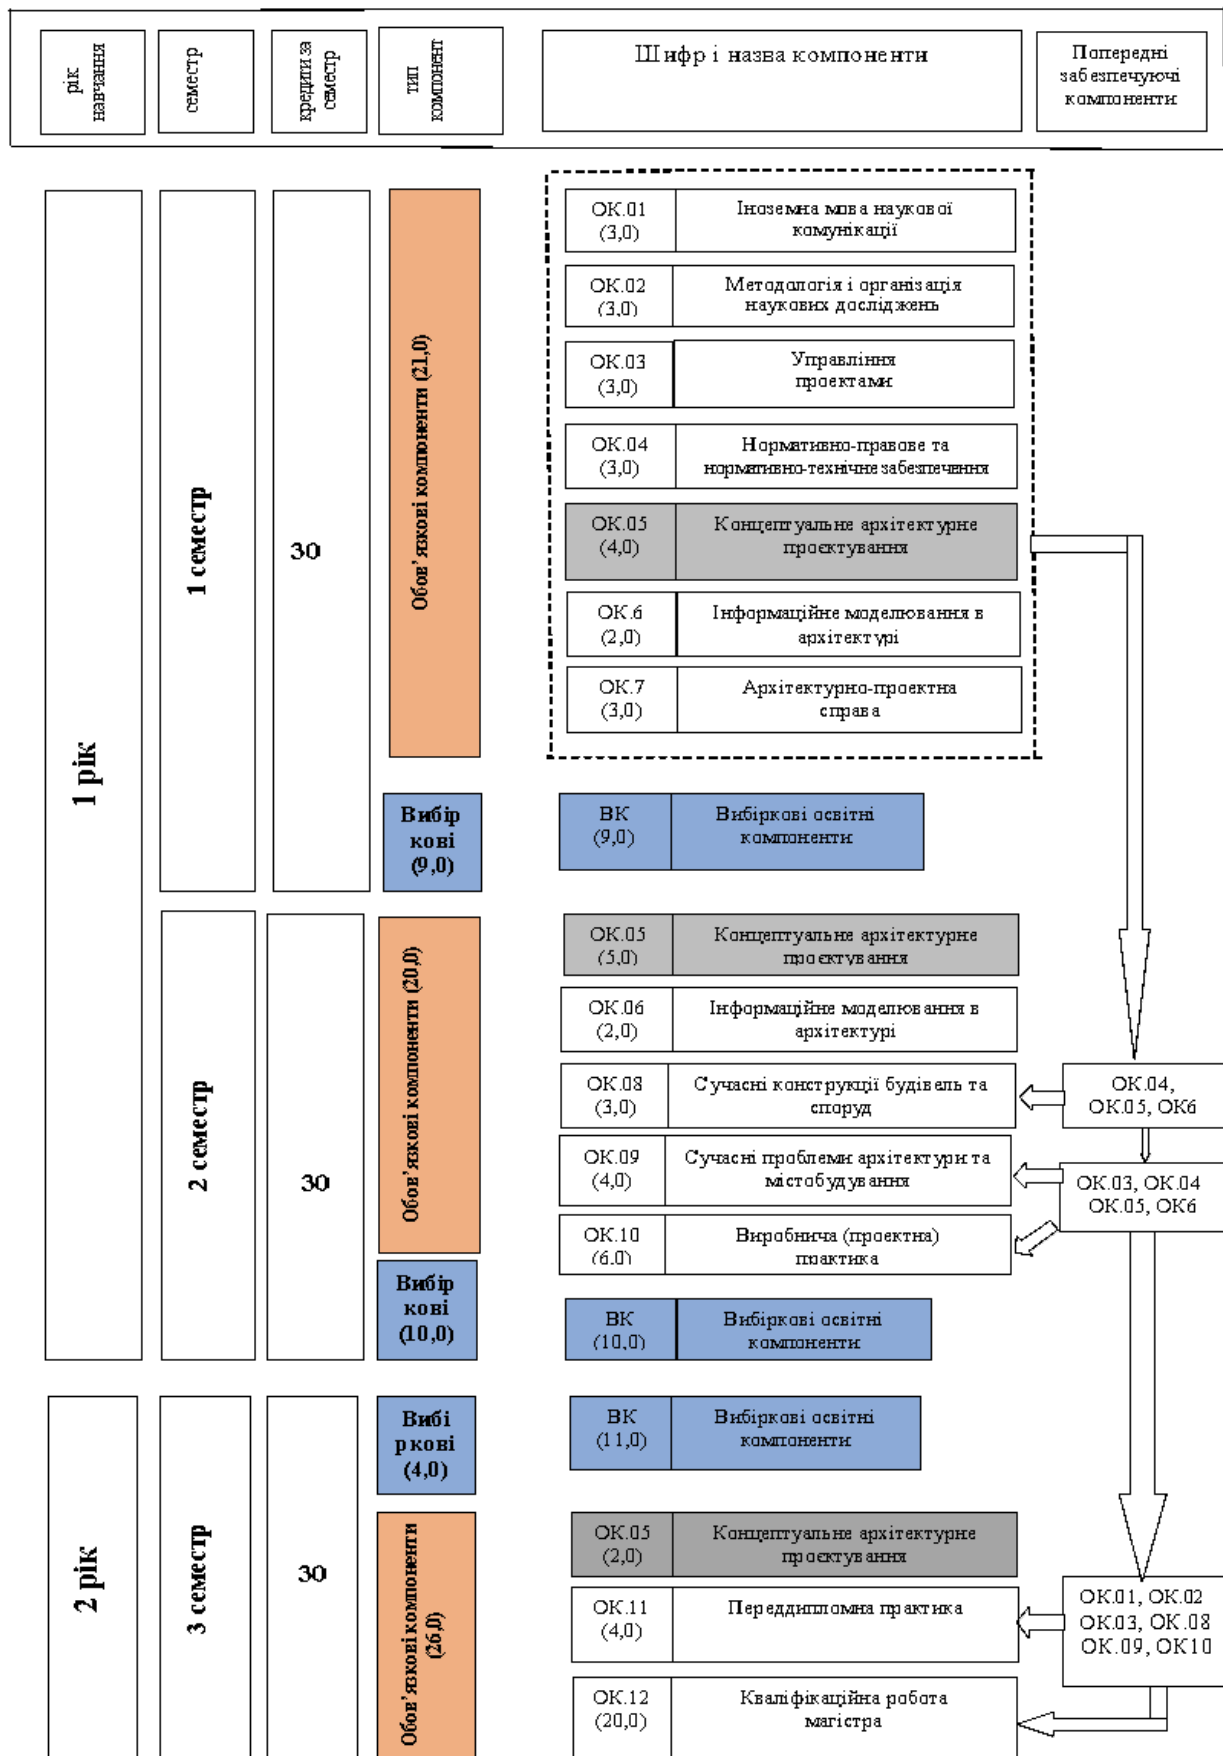 рік
навчання
семестр
кредити за
семестр
тип
компонент
Шифр і назва компоненти
Попередні
забезпечуючі
компоненти
1 рік
1 семестр
30
Обов’язкові компоненти (21,0)
ОК.01
(3,0)
Іноземна мова наукової
комунікації
ОК.02
(3,0)
Методологія і організація
наукових досліджень
ОК.03
(3,0)
Управління
проектами
ОК.04
(3,0)
Нормативно-правове та
нормативно-технічне забезпечення
ОК.05
(4,0)
Концептуальне архітектурне
проєктування
ОК.6
(2,0)
Інформаційне моделювання в
архітектурі
ОК.7
(3,0)
Архітектурно-проектна
справа
Вибір
кові
(9,0)
ВК
(9,0)
Вибіркові освітні
компоненти
2 семестр
30
Обов’язкові компоненти (20,0)
ОК.05
(5,0)
Концептуальне архітектурне
проєктування
ОК.06
(2,0)
Інформаційне моделювання в
архітектурі
ОК.08
(3,0)
Сучасні конструкції будівель та
споруд
ОК.04,
ОК.05, ОК6
ОК.09
(4,0)
Сучасні проблеми архітектури та
містобудування
ОК.03, ОК.04
ОК.05, ОК6
ОК.10
(6,0)
Виробнича (проектна)
практика
Вибір
кові
(10,0)
ВК
(10,0)
Вибіркові освітні
компоненти
2 рік
3 семестр
30
Вибі
ркові
(4,0)
ВК
(11,0)
Вибіркові освітні
компоненти
Обов’язкові компоненти
(26,0)
ОК.05
(2,0)
Концептуальне архітектурне
проєктування
ОК.11
(4,0)
Переддипломна практика
ОК.01, ОК.02
ОК.03, ОК.08
ОК.09, ОК10
ОК.12
(20,0)
Кваліфікаційна робота
магістра